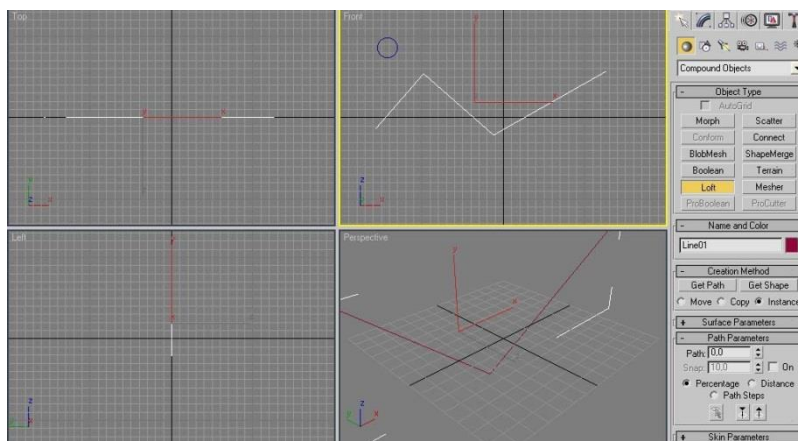 Top
Front
Left
Perspective
y
x
y
x
y
x
z
x
z
x
z
y
z
x
Compound Objects
- Object Type
AutoGrid
Morph Scatter
Conform Connect
BlobMesh ShapeMerge
Boolean Terrain
Loft Mesher
ProBoolean ProCutter
- Name and Color
Line01
- Creation Method
Get Path Get Shape
Move Copy Instance
+ Surface Parameters
- Path Parameters
Path: 0,0
Snap: 10,0 On
Percentage Distance
Path Steps
+ Skin Parameters